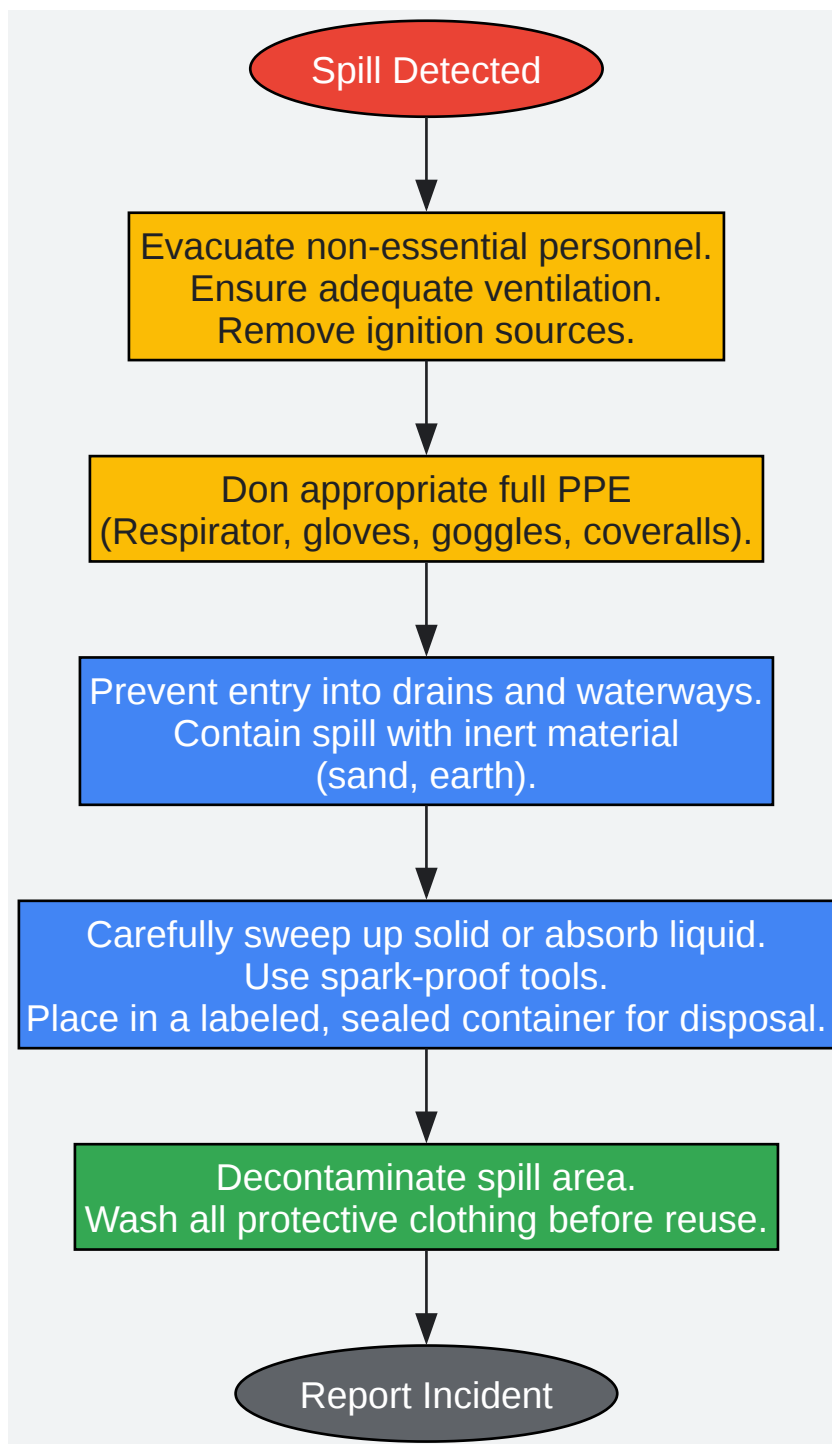 Spill Detected
Evacuate non-essential personnel.
Ensure adequate ventilation.
Remove ignition sources.
Don appropriate full PPE
(Respirator, gloves, goggles, coveralls).
Prevent entry into drains and waterways.
Contain spill with inert material
(sand, earth).
Carefully sweep up solid or absorb liquid.
Use spark-proof tools.
Place in a labeled, sealed container for disposal.
Decontaminate spill area.
Wash all protective clothing before reuse.
Report Incident